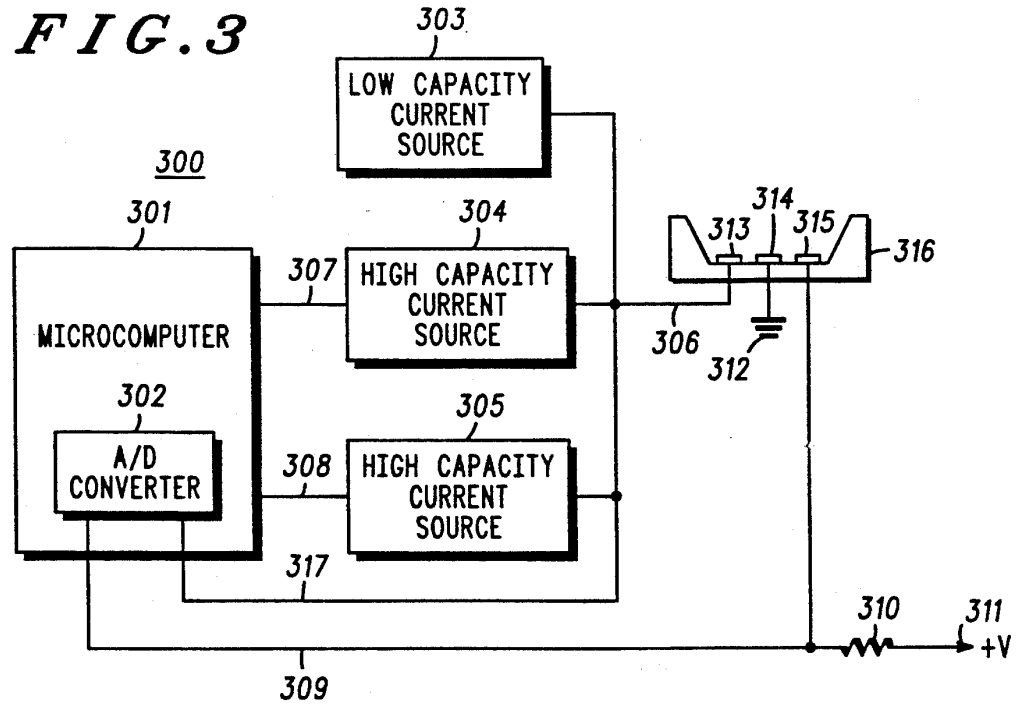 FIG.3
303
LOW CAPACITY
CURRENT
SOURCE
300
301
304
313
314
315
316
307
HIGH CAPACITY
CURRENT
SOURCE
MICROCOMPUTER
306
312
302
305
A/D
CONVERTER
308
HIGH CAPACITY
CURRENT
SOURCE
317
310
311
+V
309